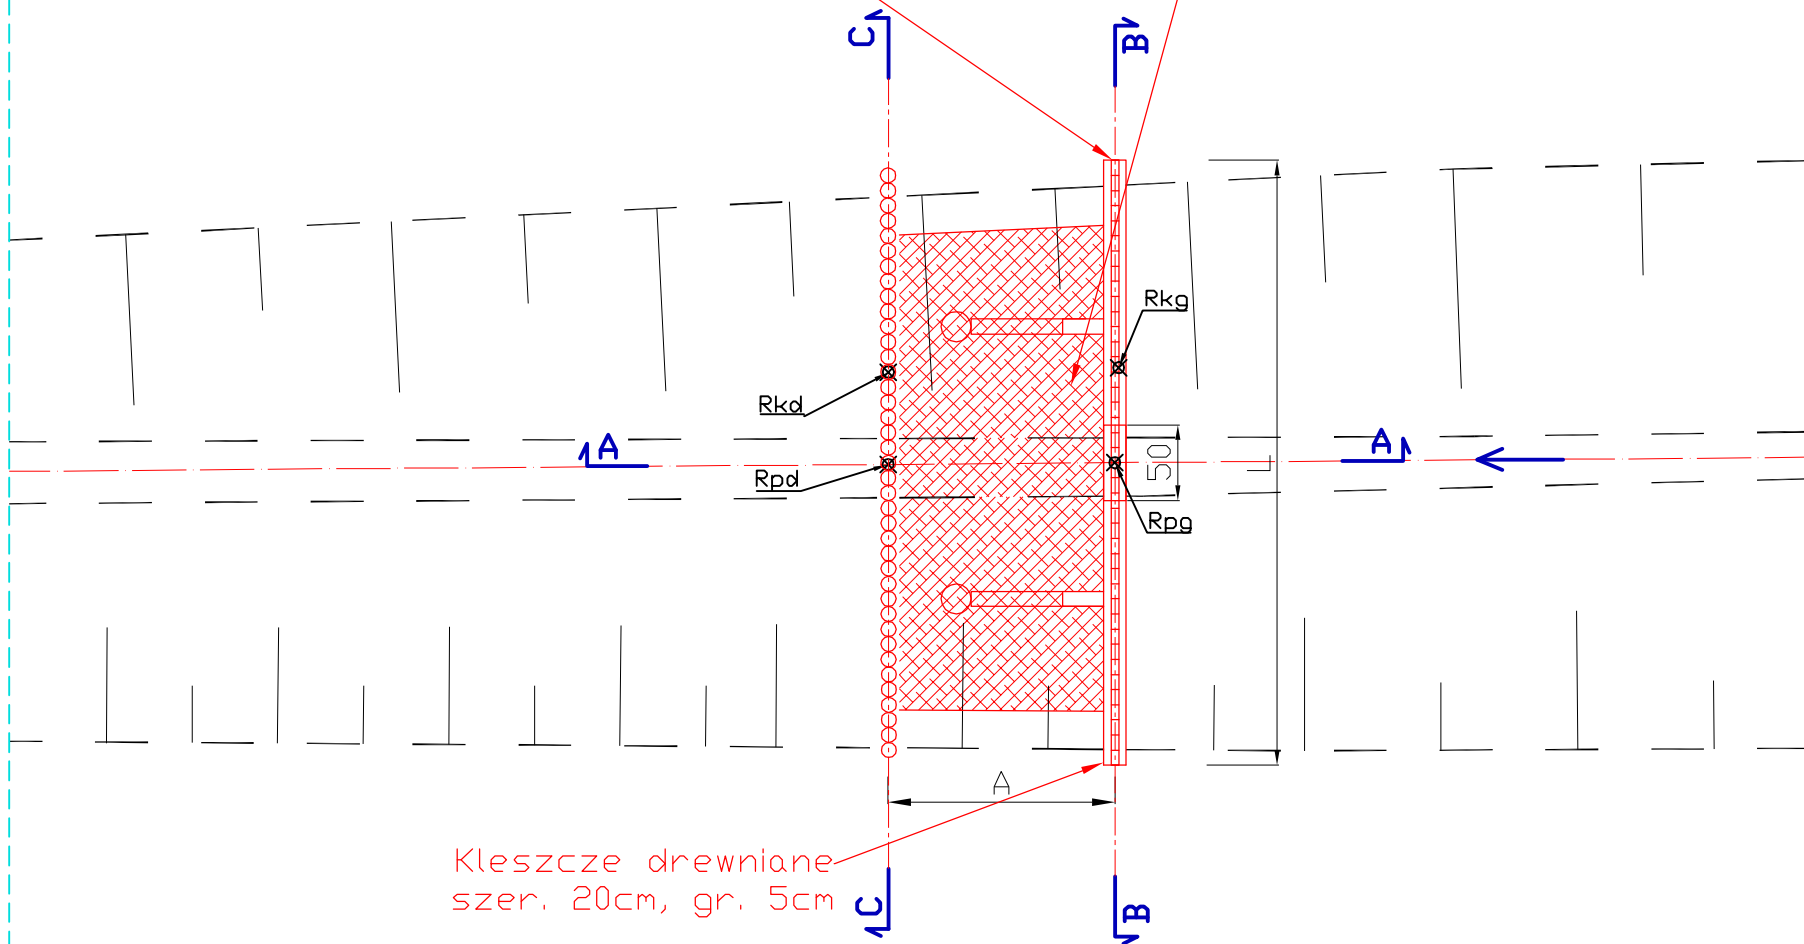 C
B
Rkg
Rkd
A
A
50
L
Rpd
Rpg
A
Kleszcze drewniane
szer. 20cm, gr. 5cm
C
B